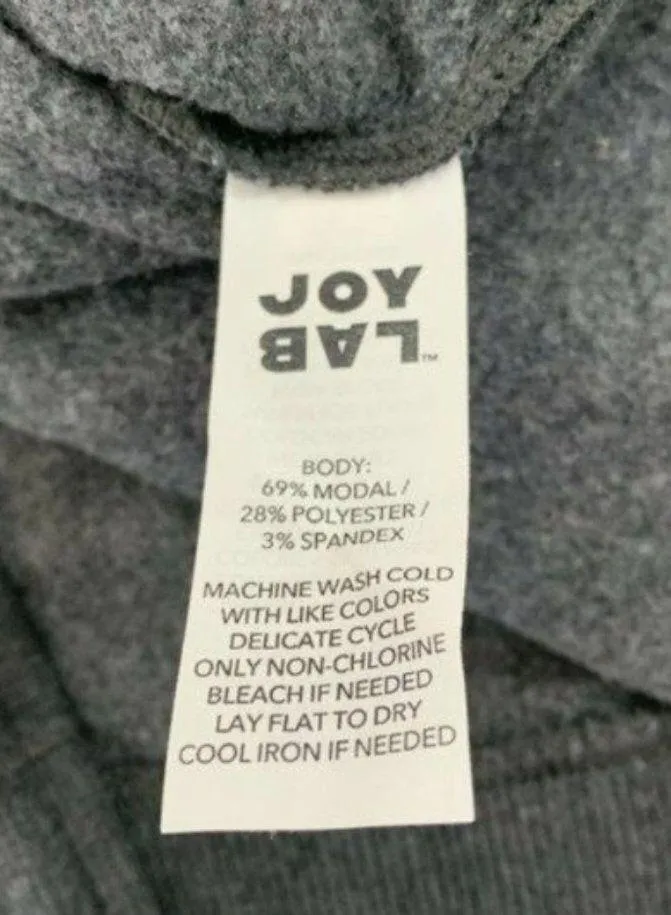 JOY
LAB™
BODY:
69% MODAL /
28% POLYESTER /
3% SPANDEX
MACHINE WASH COLD
WITH LIKE COLORS
DELICATE CYCLE
ONLY NON-CHLORINE
BLEACH IF NEEDED
LAY FLAT TO DRY
COOL IRON IF NEEDED